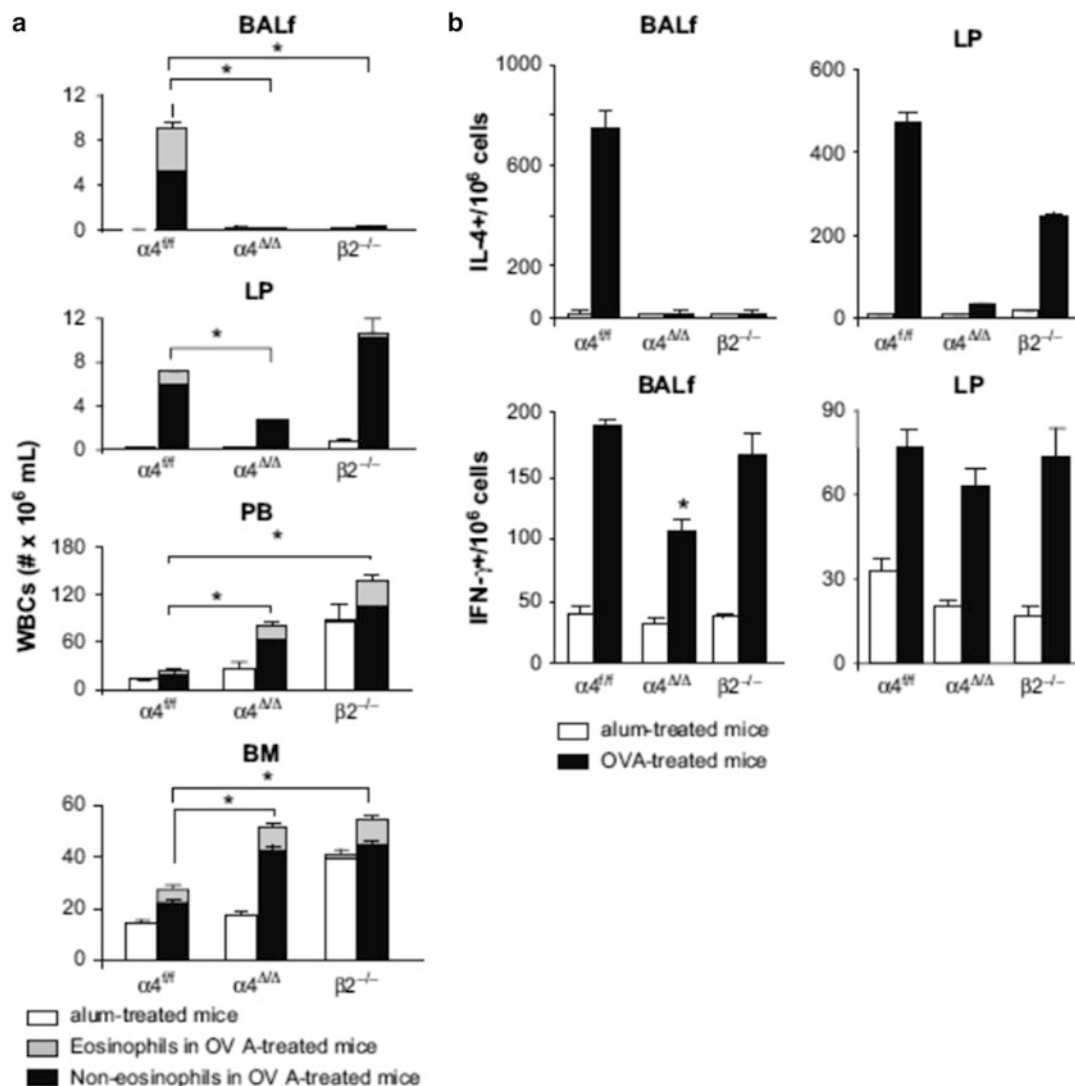 a
BALf
*
*
12
8
4
0
α4f/f α4Δ/Δ β2–/–
LP
*
12
8
4
0
α4f/f α4Δ/Δ β2–/–
WBCs (# x 10⁶ mL)
PB
*
*
180
120
60
0
α4f/f α4Δ/Δ β2–/–
BM
*
*
60
40
20
0
α4f/f α4Δ/Δ β2–/–
alum-treated mice
Eosinophils in OV A-treated mice
Non-eosinophils in OV A-treated mice
b
BALf
1000
800
600
400
200
0
IL-4+/10⁶ cells
α4f/f α4Δ/Δ β2–/–
LP
600
400
200
0
α4f/f α4Δ/Δ β2–/–
BALf
200
150
100
50
0
IFN-γ+/10⁶ cells
*
α4f/f α4Δ/Δ β2–/–
LP
90
60
30
0
α4f/f α4Δ/Δ β2–/–
alum-treated mice
OVA-treated mice